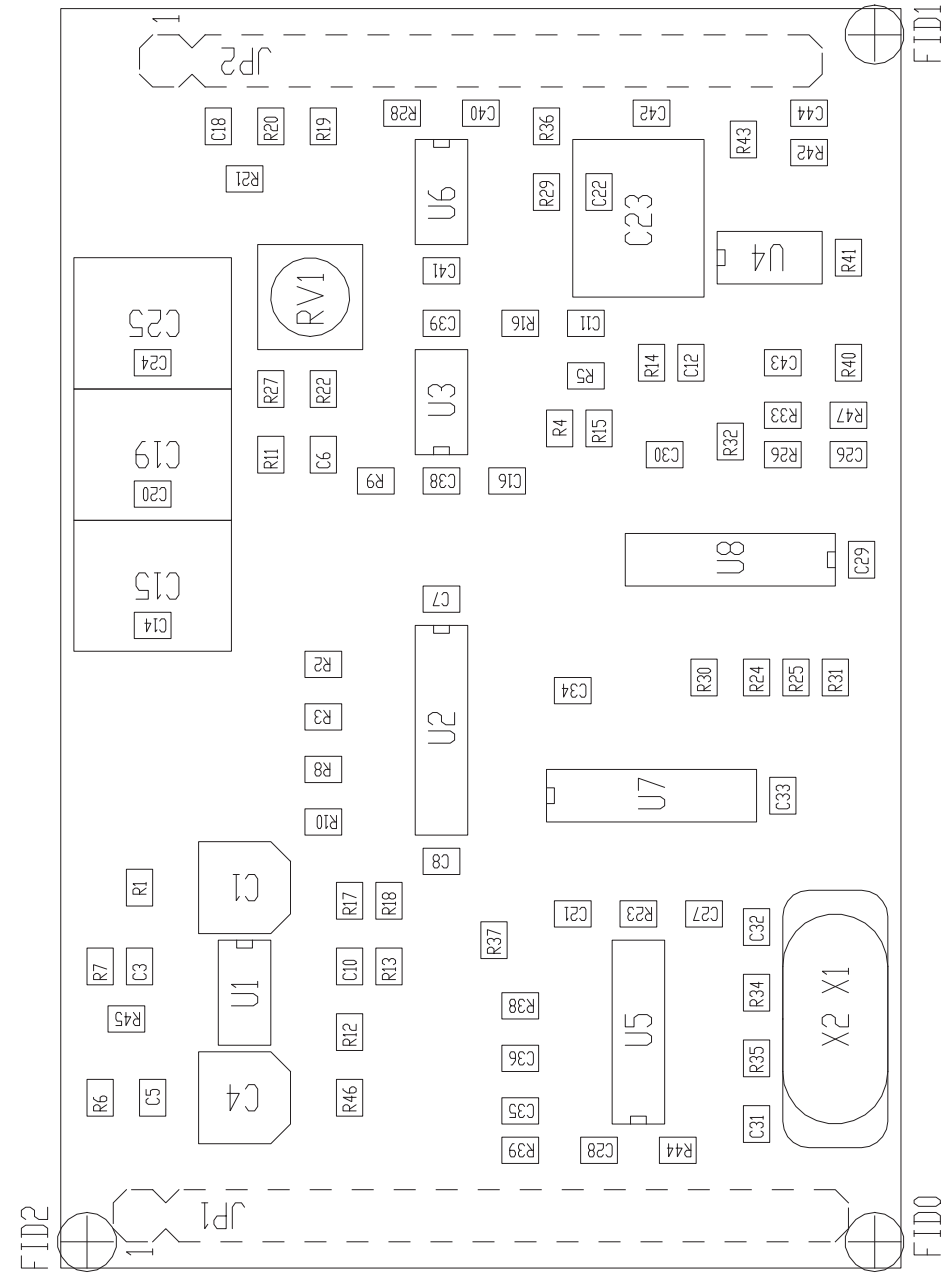 1
FID1
JP2
C18
R20
R19
R28
C40
R36
C42
C44
R43
R42
R21
R29
C22
U6
C23
U4
R41
C41
RV1
C25
C39
R16
C11
C24
R14
C12
C43
R40
R5
R27
R22
U3
R33
R47
R4
R15
R32
C19
R11
C6
C30
R26
C26
C20
R9
C38
C16
U8
C29
C15
C7
C14
R2
R30
R24
R25
R31
C34
R3
U2
R8
U7
C33
R10
C8
R1
C1
R17
R18
C21
R23
C27
C32
R37
R7
C3
C10
R13
U1
R34
X2 X1
R45
R38
R12
U5
C36
R35
R6
C5
C4
R46
C35
C31
R39
C28
R44
JP1
1
FID2
FID0